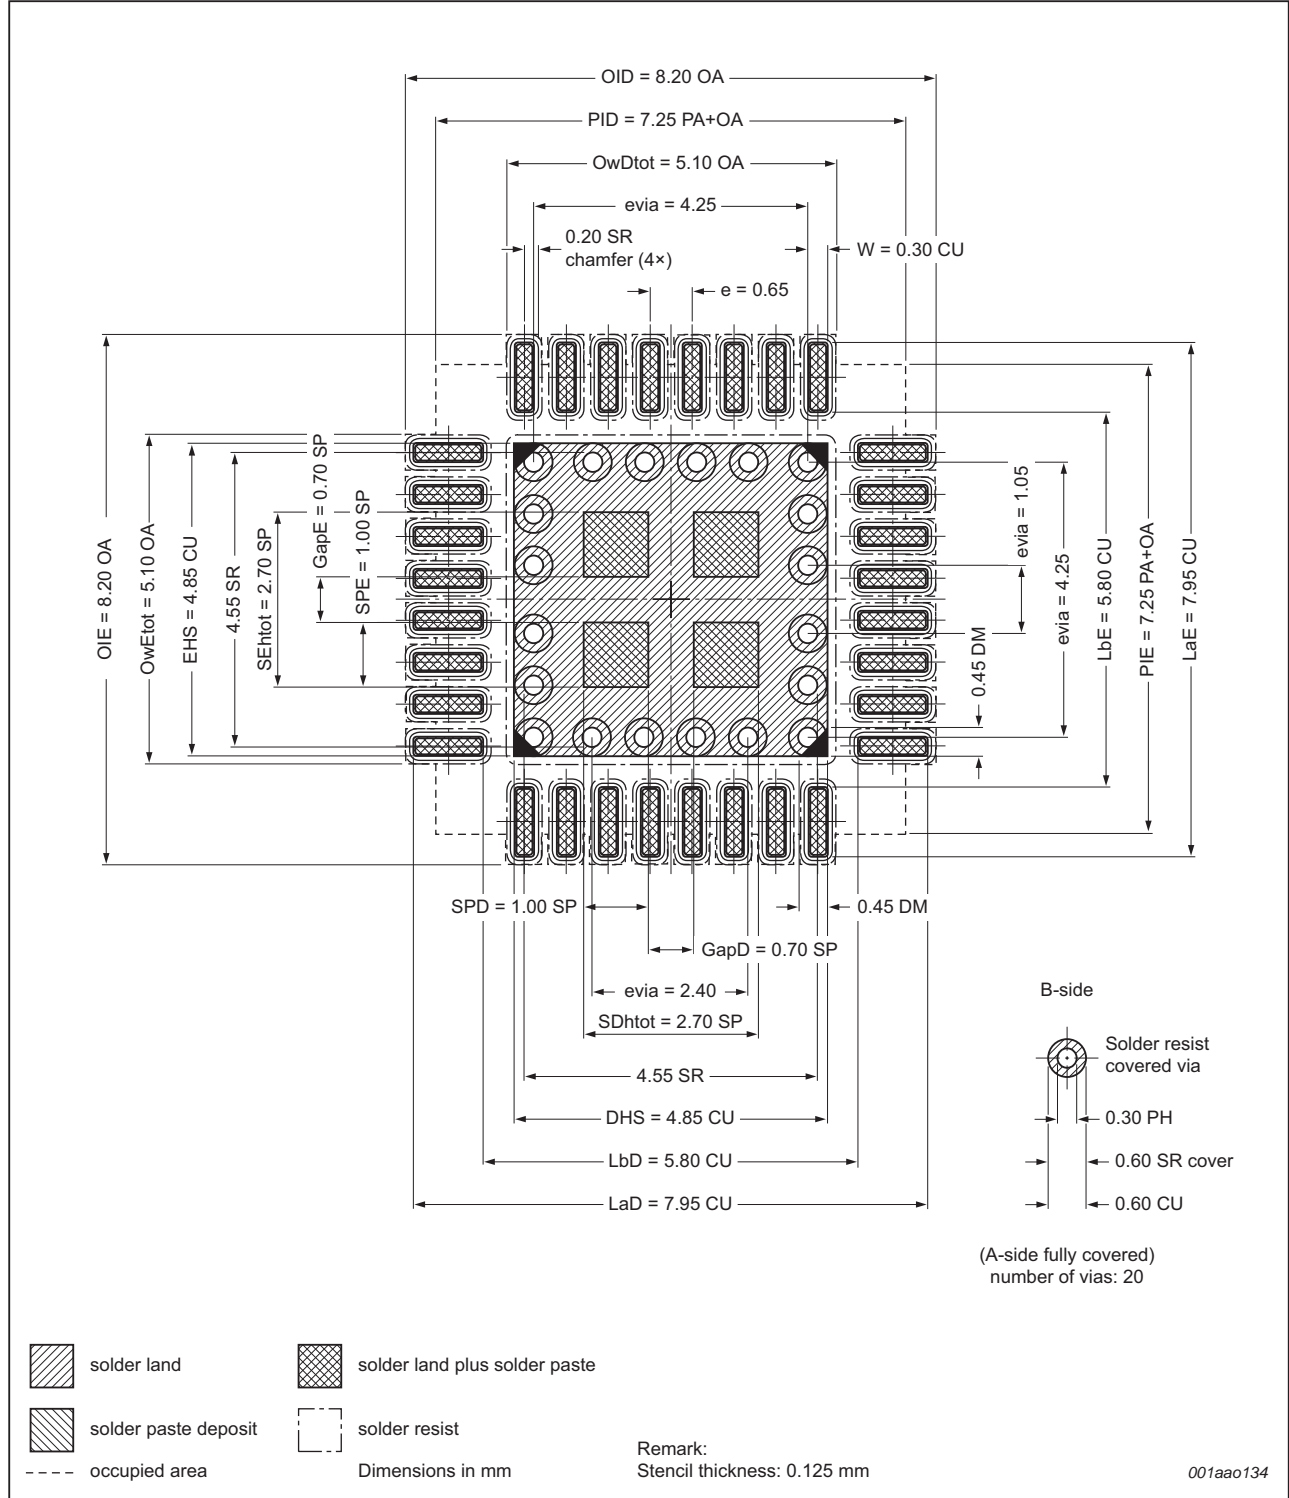 OID = 8.20 OA
PID = 7.25 PA+OA
OwDtot = 5.10 OA
evia = 4.25
0.20 SR
chamfer (4×)
W = 0.30 CU
e = 0.65
OIE = 8.20 OA
OwEtot = 5.10 OA
EHS = 4.85 CU
4.55 SR
SEhtot = 2.70 SP
GapE = 0.70 SP
SPE = 1.00 SP
evia = 1.05
0.45 DM
evia = 4.25
LbE = 5.80 CU
PIE = 7.25 PA+OA
LaE = 7.95 CU
SPD = 1.00 SP
0.45 DM
GapD = 0.70 SP
evia = 2.40
SDhtot = 2.70 SP
4.55 SR
DHS = 4.85 CU
LbD = 5.80 CU
LaD = 7.95 CU
B-side
Solder resist
covered via
0.30 PH
0.60 SR cover
0.60 CU
(A-side fully covered)
number of vias: 20
solder land
solder land plus solder paste
solder paste deposit
solder resist
occupied area
Dimensions in mm
Remark:
Stencil thickness: 0.125 mm
001aao134